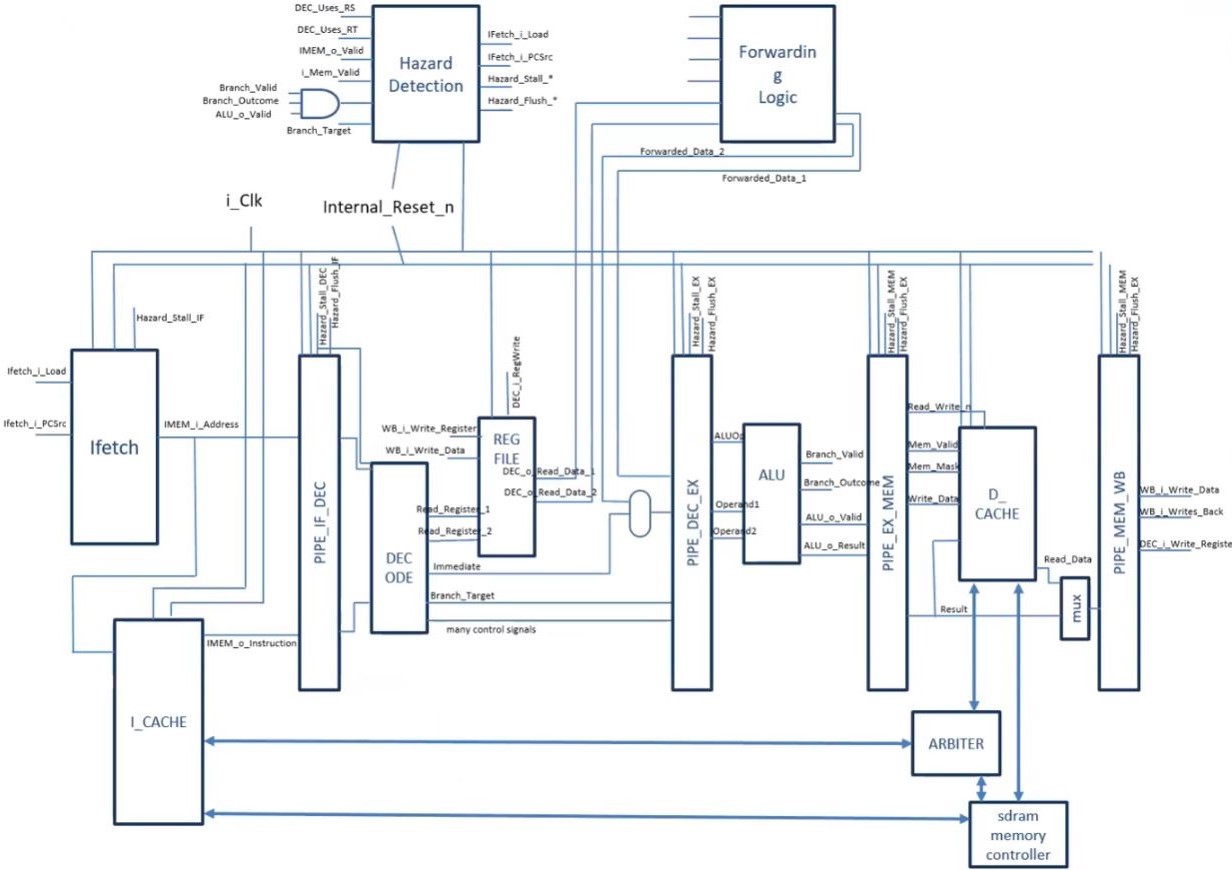 DEC_Uses_RS
DEC_Uses_RT
IMEM_o_Valid
i_Mem_Valid
Branch_Valid
Branch_Outcome
ALU_o_Valid
Branch_Target
Hazard
Detection
IFetch_i_Load
IFetch_i_PCSrc
Hazard_Stall_*
Hazard_Flush_*
Forwardin
g
Logic
Forwarded_Data_2
Forwarded_Data_1
i_Clk
Internal_Reset_n
Hazard_Stall_IF
Ifetch_i_Load
Ifetch_i_PCSrc
Ifetch
IMEM_i_Address
Hazard_Stall_DEC
Hazard_Flush_IF
PIPE_IF_DEC
DEC_i_RegWrite
WB_i_Write_Register
WB_i_Write_Data
REG
FILE
DEC_o_Read_Data_1
DEC_o_Read_Data_2
Read_Register_1
Read_Register_2
DEC
ODE
Immediate
Branch_Target
many control signals
IMEM_o_Instruction
I_CACHE
Hazard_Stall_EX
Hazard_Flush_EX
PIPE_DEC_EX
ALUOp
Operand1
Operand2
ALU
Branch_Valid
Branch_Outcome
ALU_o_Valid
ALU_o_Result
Hazard_Stall_MEM
Hazard_Flush_EX
PIPE_EX_MEM
Read_Write_n
Mem_Valid
Mem_Mask
Write_Data
D_
CACHE
Read_Data
Result
mux
Hazard_Stall_MEM
Hazard_Flush_EX
PIPE_MEM_WB
WB_i_Write_Data
WB_i_Writes_Back
DEC_i_Write_Registe
ARBITER
sdram
memory
controller